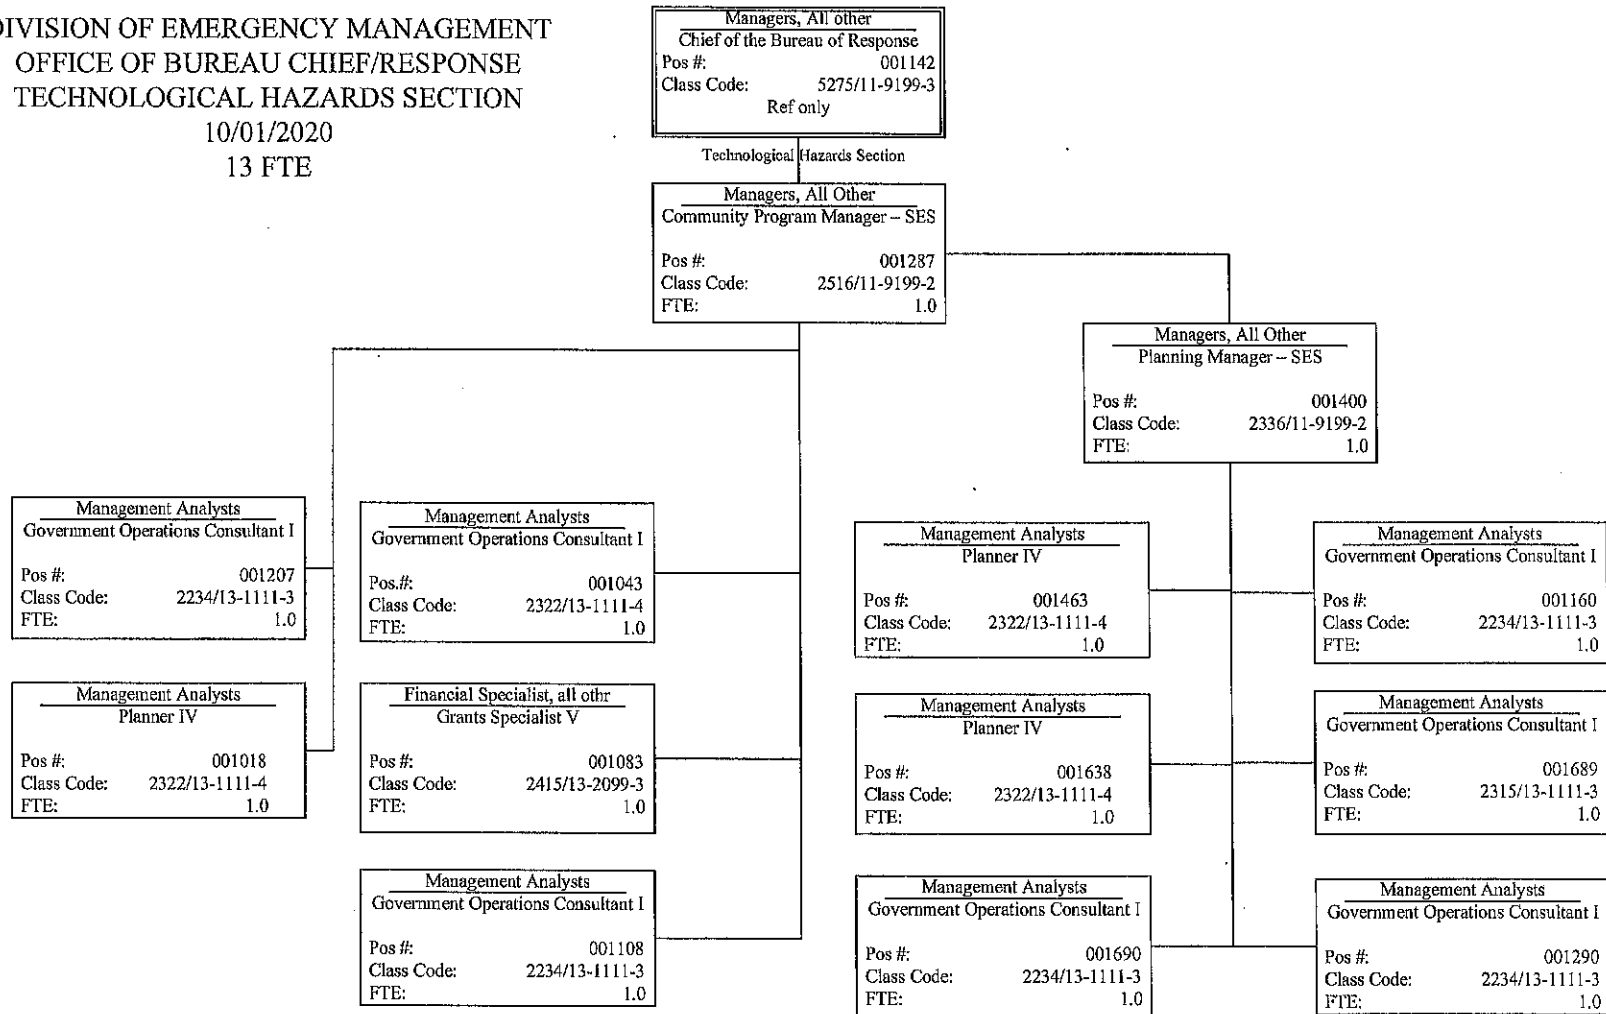 DIVISION OF EMERGENCY MANAGEMENT
OFFICE OF BUREAU CHIEF/RESPONSE
TECHNOLOGICAL HAZARDS SECTION
10/01/2020
13 FTE
Managers, All other
Chief of the Bureau of Response
Pos #: 001142
Class Code: 5275/11-9199-3
Ref only
Technological Hazards Section
Managers, All Other
Community Program Manager – SES
Pos #: 001287
Class Code: 2516/11-9199-2
FTE: 1.0
Managers, All Other
Planning Manager – SES
Pos #: 001400
Class Code: 2336/11-9199-2
FTE: 1.0
Management Analysts
Government Operations Consultant I
Pos #: 001207
Class Code: 2234/13-1111-3
FTE: 1.0
Management Analysts
Government Operations Consultant I
Pos.#: 001043
Class Code: 2322/13-1111-4
FTE: 1.0
Management Analysts
Planner IV
Pos #: 001463
Class Code: 2322/13-1111-4
FTE: 1.0
Management Analysts
Government Operations Consultant I
Pos #: 001160
Class Code: 2234/13-1111-3
FTE: 1.0
Management Analysts
Planner IV
Pos #: 001018
Class Code: 2322/13-1111-4
FTE: 1.0
Financial Specialist, all othr
Grants Specialist V
Pos #: 001083
Class Code: 2415/13-2099-3
FTE: 1.0
Management Analysts
Planner IV
Pos #: 001638
Class Code: 2322/13-1111-4
FTE: 1.0
Management Analysts
Government Operations Consultant I
Pos #: 001689
Class Code: 2315/13-1111-3
FTE: 1.0
Management Analysts
Government Operations Consultant I
Pos #: 001108
Class Code: 2234/13-1111-3
FTE: 1.0
Management Analysts
Government Operations Consultant I
Pos #: 001690
Class Code: 2234/13-1111-3
FTE: 1.0
Management Analysts
Government Operations Consultant I
Pos #: 001290
Class Code: 2234/13-1111-3
FTE: 1.0